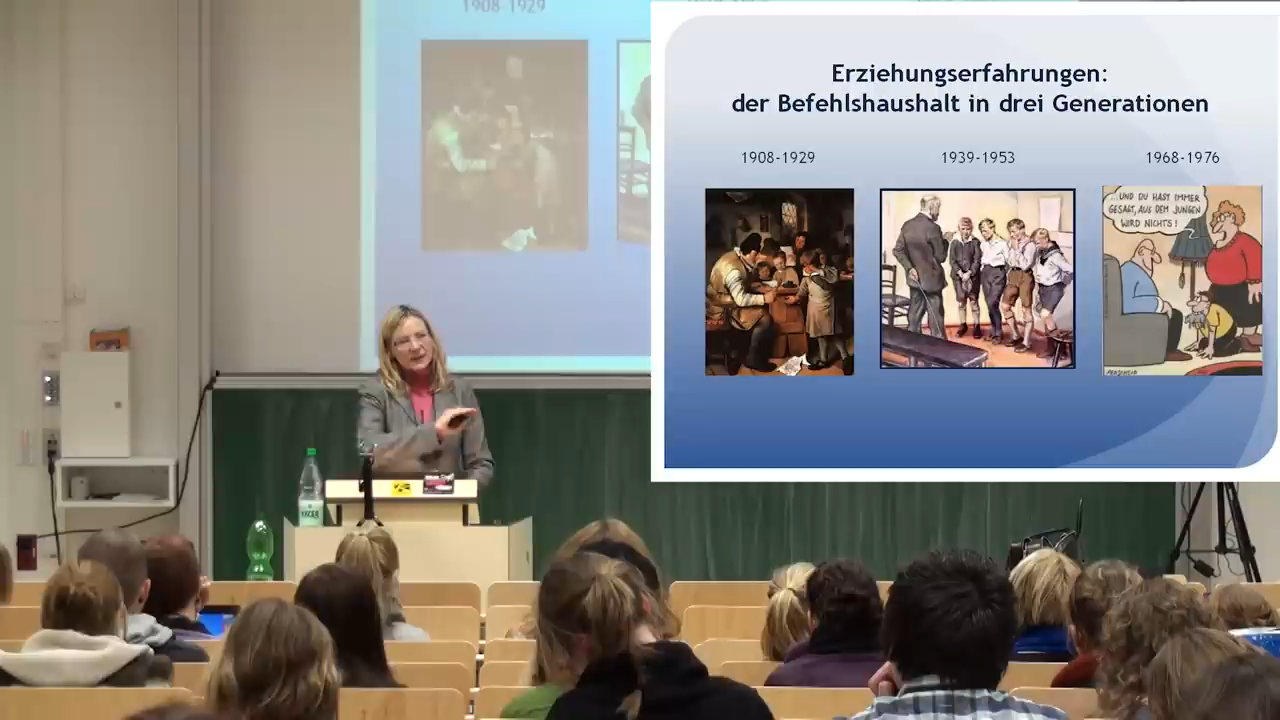 1908-1929
Erziehungserfahrungen:
der Befehlshaushalt in drei Generationen
1908-1929
1939-1953
1968-1976
...UND DU HAST IMMER
GESAGT, AUS DEM JUNGEN
WIRD NICHTS!